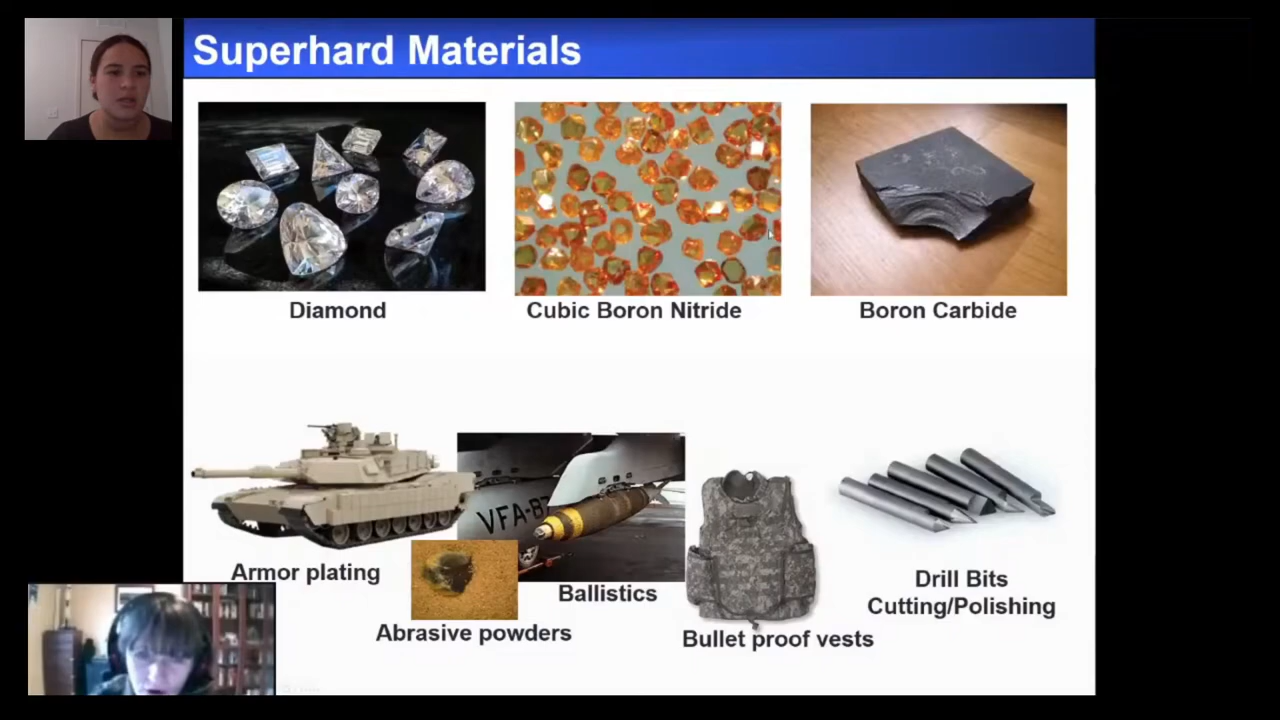 Superhard Materials
Diamond
Cubic Boron Nitride
Boron Carbide
VFA-87
Armor plating
Ballistics
Abrasive powders
Bullet proof vests
Drill Bits
Cutting/Polishing